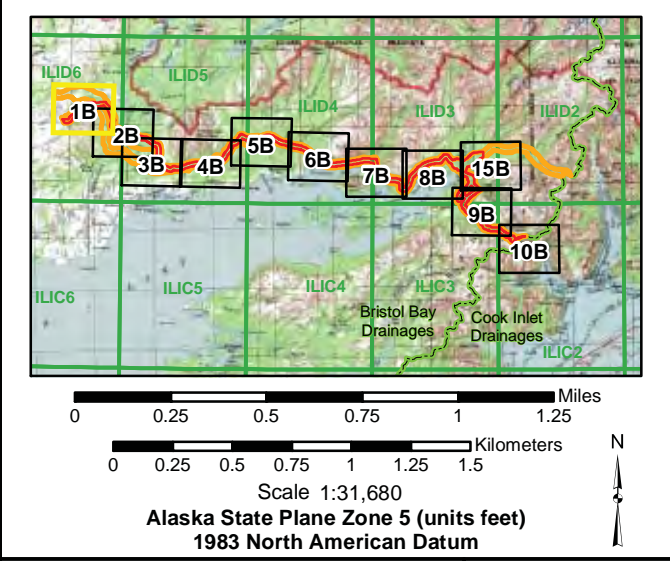 ILID6
ILID5
ILID4
ILID3
ILID2
1B
2B
3B
4B
5B
6B
7B
8B
15B
9B
10B
ILIC6
ILIC5
ILIC4
ILIC3
ILIC2
Bristol Bay
Drainages
Cook Inlet
Drainages
Miles
0 0.25 0.5 0.75 1 1.25
Kilometers
0 0.25 0.5 0.75 1 1.25 1.5
N
Scale 1:31,680
Alaska State Plane Zone 5 (units feet)
1983 North American Datum